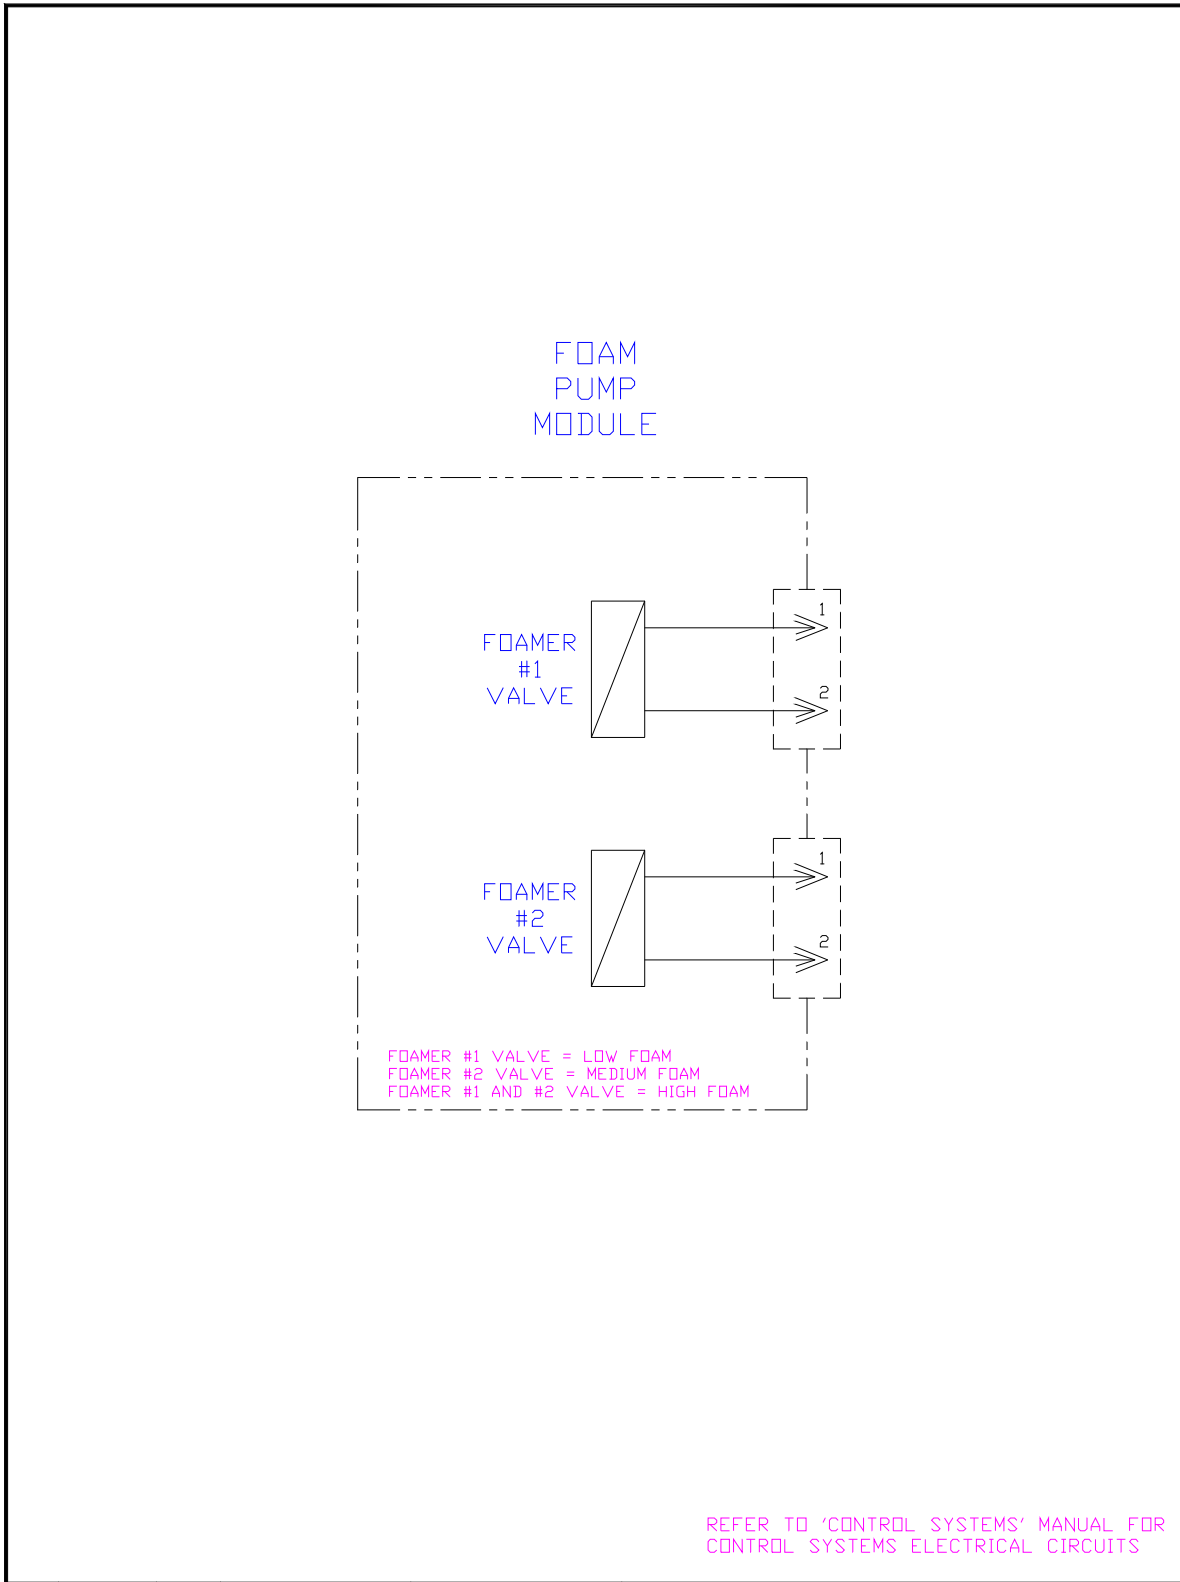 FOAM
PUMP
MODULE
FOAMER
#1
VALVE
1
2
FOAMER
#2
VALVE
1
2
FOAMER #1 VALVE = LOW FOAM
FOAMER #2 VALVE = MEDIUM FOAM
FOAMER #1 AND #2 VALVE = HIGH FOAM
REFER TO 'CONTROL SYSTEMS' MANUAL FOR
CONTROL SYSTEMS ELECTRICAL CIRCUITS